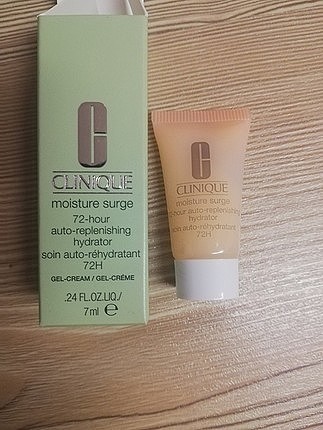 CLINIQUE
moisture surge
72-hour
auto-replenishing
hydrator
soin auto-réhydratant
72H
GEL-CREAM / GEL-CRÈME
.24 FL.OZ.LIQ./
7ml e
CLINIQUE
moisture surge
-hour auto-replenishing
hydrator
soin auto-réhydratant
72H